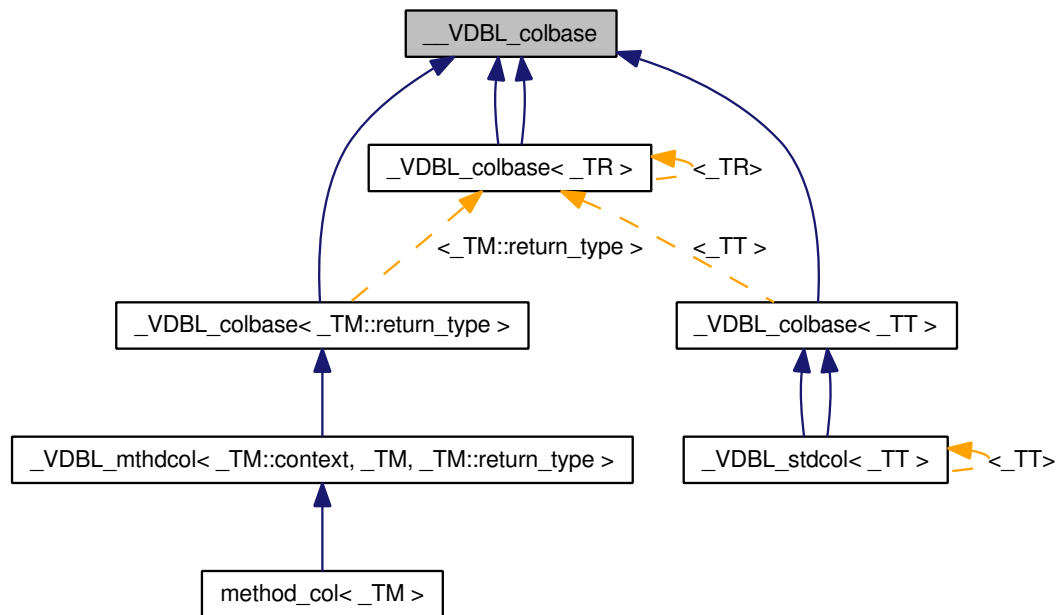 __VDBL_colbase
_VDBL_colbase< _TR >
<_TR>
<_TM::return_type >
<_TT >
_VDBL_colbase< _TM::return_type >
_VDBL_colbase< _TT >
_VDBL_mthdcol< _TM::context, _TM, _TM::return_type >
_VDBL_stdcol< _TT >
<_TT>
method_col< _TM >